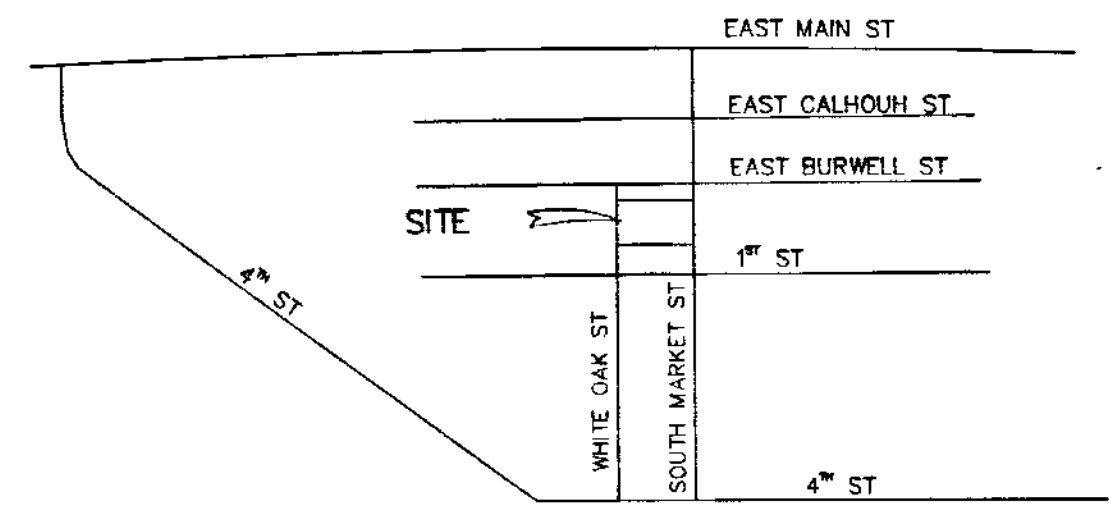 EAST MAIN ST
EAST CALHOUH ST
EAST BURWELL ST
SITE
1ST ST
4TH ST
WHITE OAK ST
SOUTH MARKET ST
4TH ST